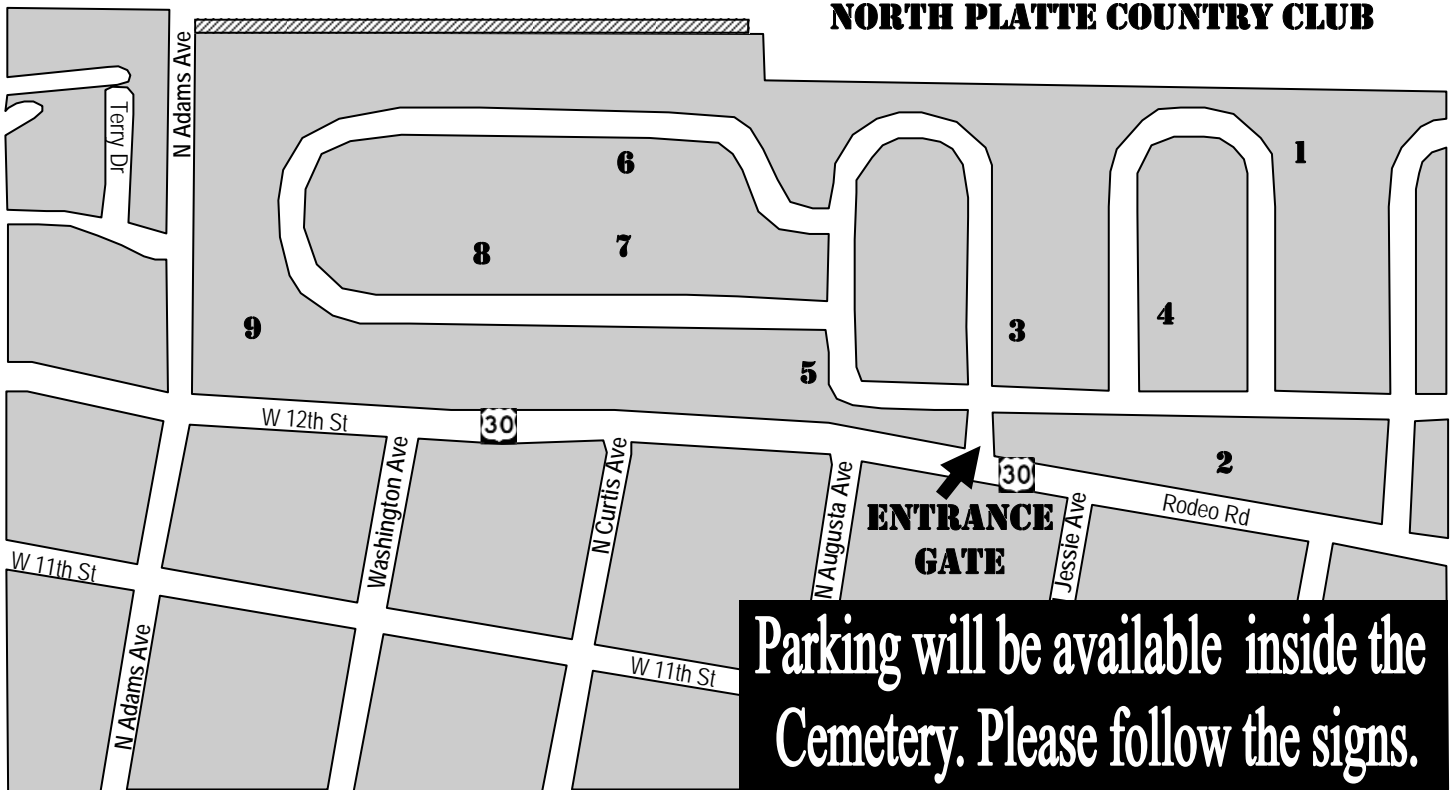 NORTH PLATTE COUNTRY CLUB
N Adams Ave
Terry Dr
1
6
7
8
9
3
4
5
W 12th St
30
2
30
Rodeo Rd
ENTRANCE
GATE
Washington Ave
N Curtis Ave
N Augusta Ave
Jessie Ave
W 11th St
N Adams Ave
W 11th St
Parking will be available inside the
Cemetery. Please follow the signs.